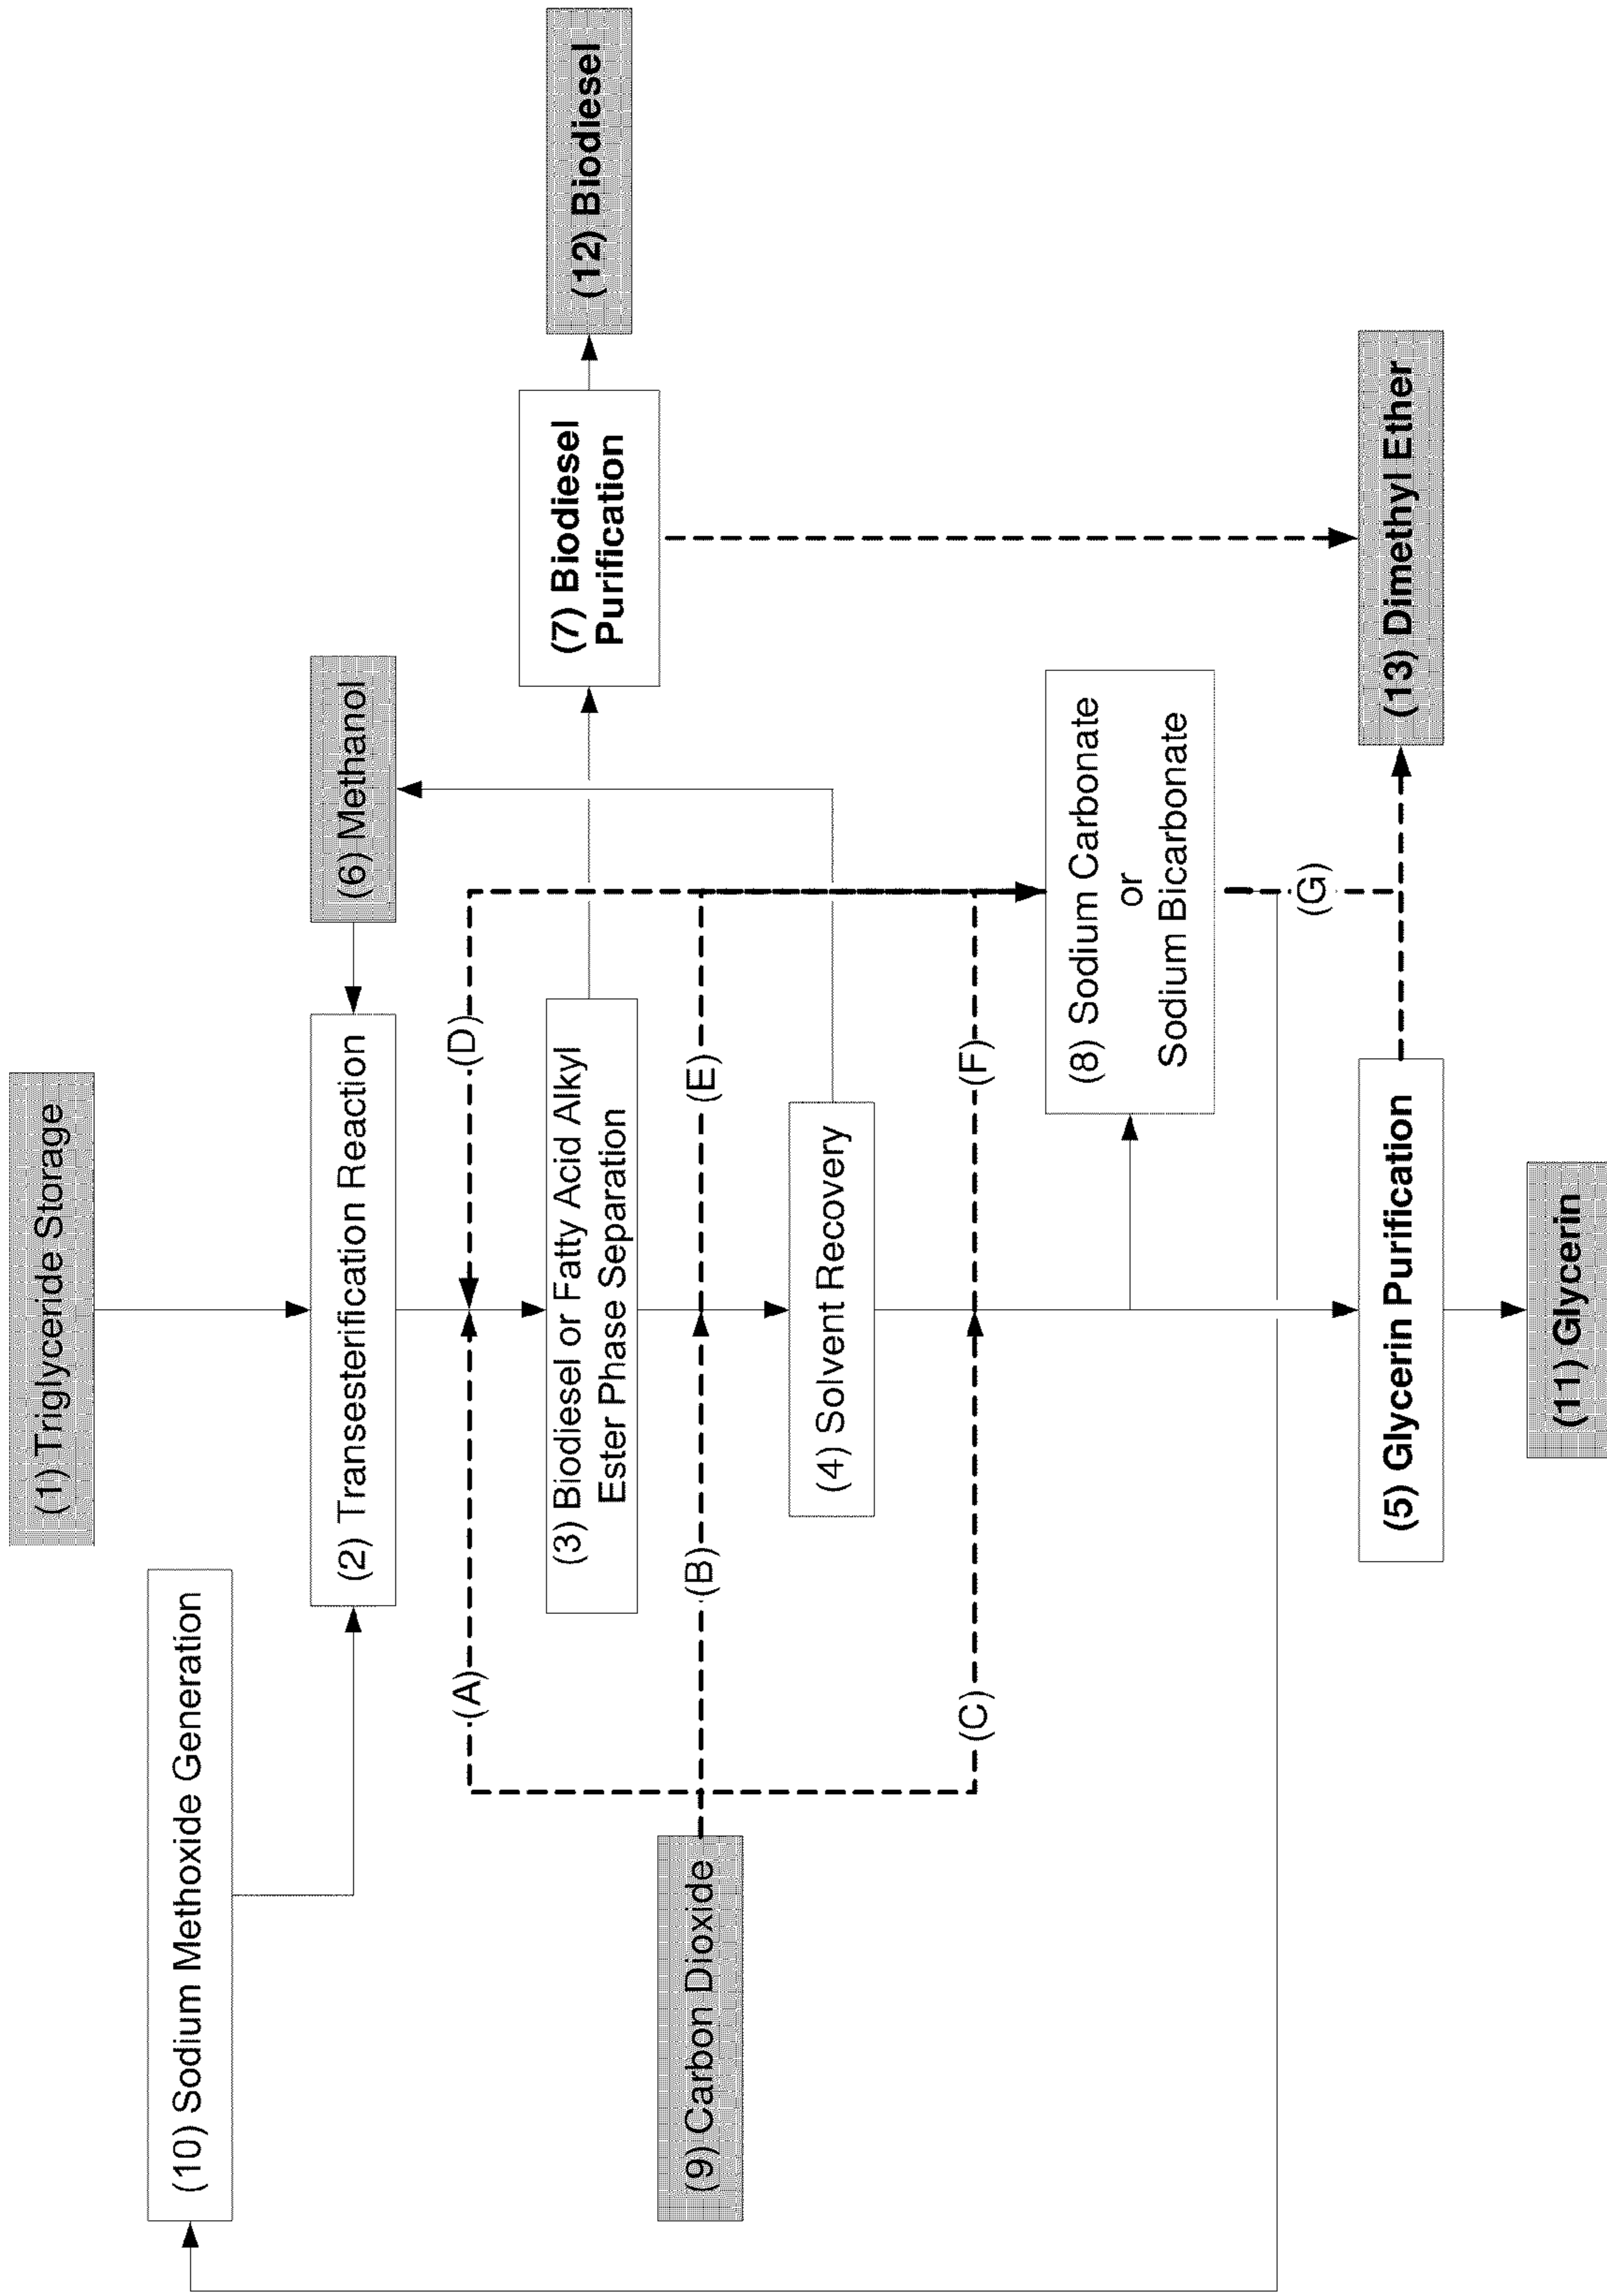 (1) Triglyceride Storage
(10) Sodium Methoxide Generation
(2) Transesterification Reaction
(6) Methanol
(A)
(D)
(3) Biodiesel or Fatty Acid Alkyl
Ester Phase Separation
(7) Biodiesel
Purification
(12) Biodiesel
(9) Carbon Dioxide
(B)
(E)
(4) Solvent Recovery
(C)
(F)
(8) Sodium Carbonate
or
Sodium Bicarbonate
(G)
(5) Glycerin Purification
(13) Dimethyl Ether
(11) Glycerin